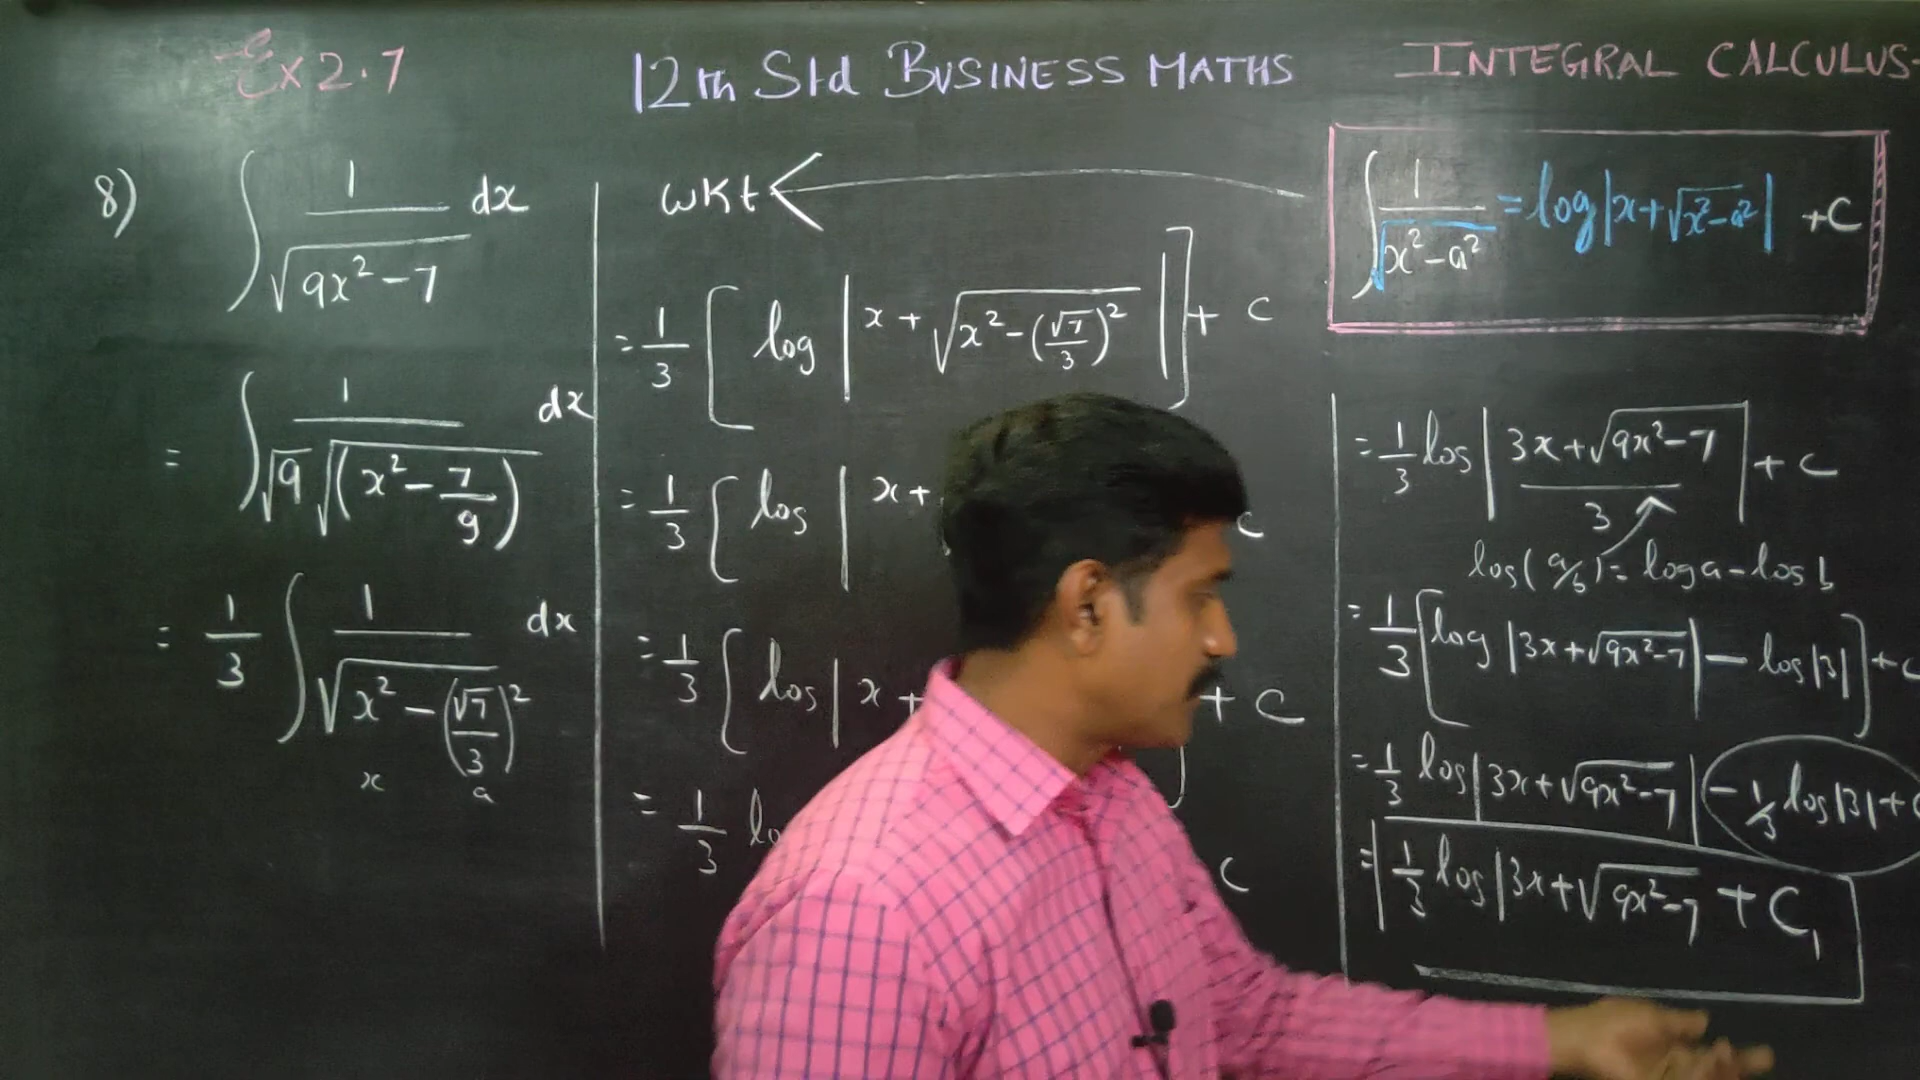 Ex 2.7
12th Std BUSINESS MATHS
INTEGRAL CALCULUS-
8) ∫ 1/√(9x²-7) dx
= ∫ 1/(√9 √(x² - 7/9)) dx
= 1/3 ∫ 1/√(x² - (√7/3)²) dx
x a
WKT <
= 1/3 [ log | x + √(x² - (√7/3)²) | ] + c
= 1/3 [ log | x + c
= 1/3 [ log | x + + c
= 1/3 c
∫ 1/√(x²-a²) = log|x+√(x²-a²)| + c
= 1/3 log | (3x+√(9x²-7))/3 | + c
log(a/b) = log a - log b
= 1/3 [log |3x+√(9x²-7)| - log|3|] + c
= 1/3 log|3x+√(9x²-7)| - 1/3 log|3| + c
= 1/3 log|3x+√(9x²-7) + C₁